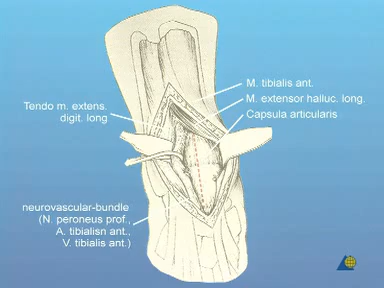 M. tibialis ant.
M. extensor halluc. long.
Capsula articularis
Tendo m. extens.
digit. long
neurovascular-bundle
(N. peroneus prof.,
A. tibialisn ant.,
V. tibialis ant.)